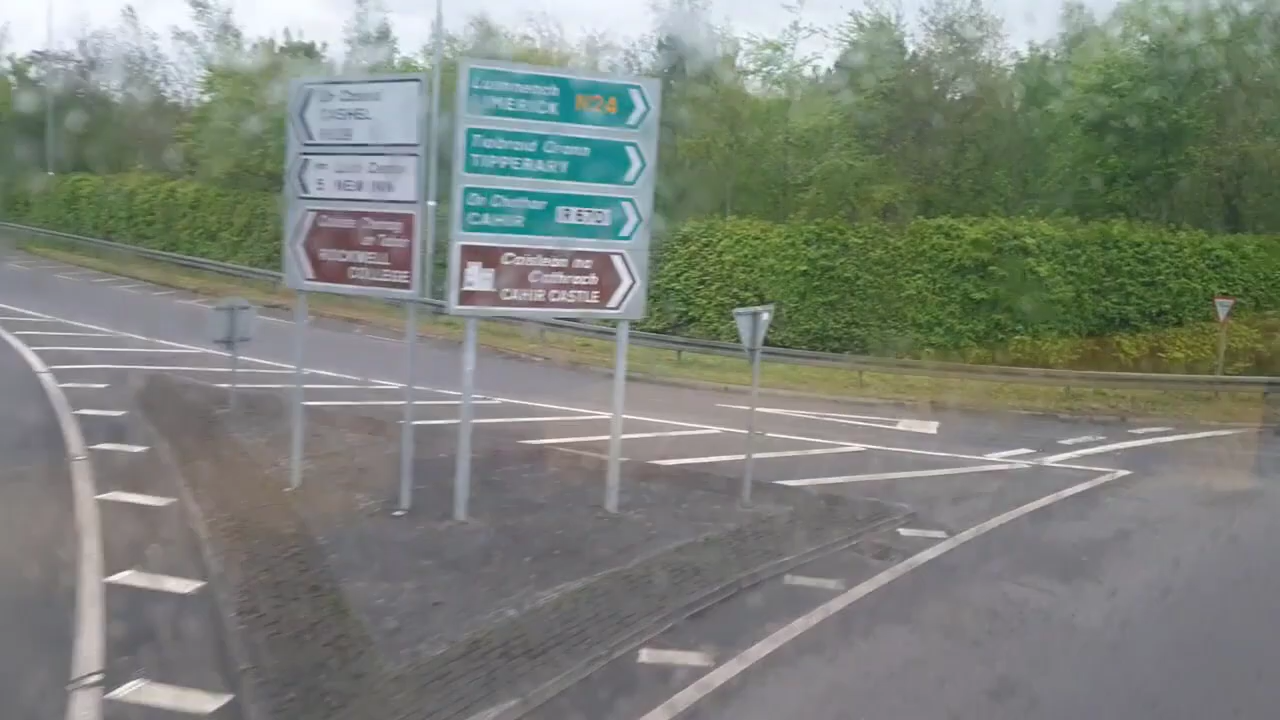 CASHEL
5 NEW INN
ROCKWELL
COLLEGE
Luimneach
LIMERICK N24
Tiobraid Árann
TIPPERARY
An Chathair
CAHIR R670
Caisleán na
Cathrach
CAHIR CASTLE